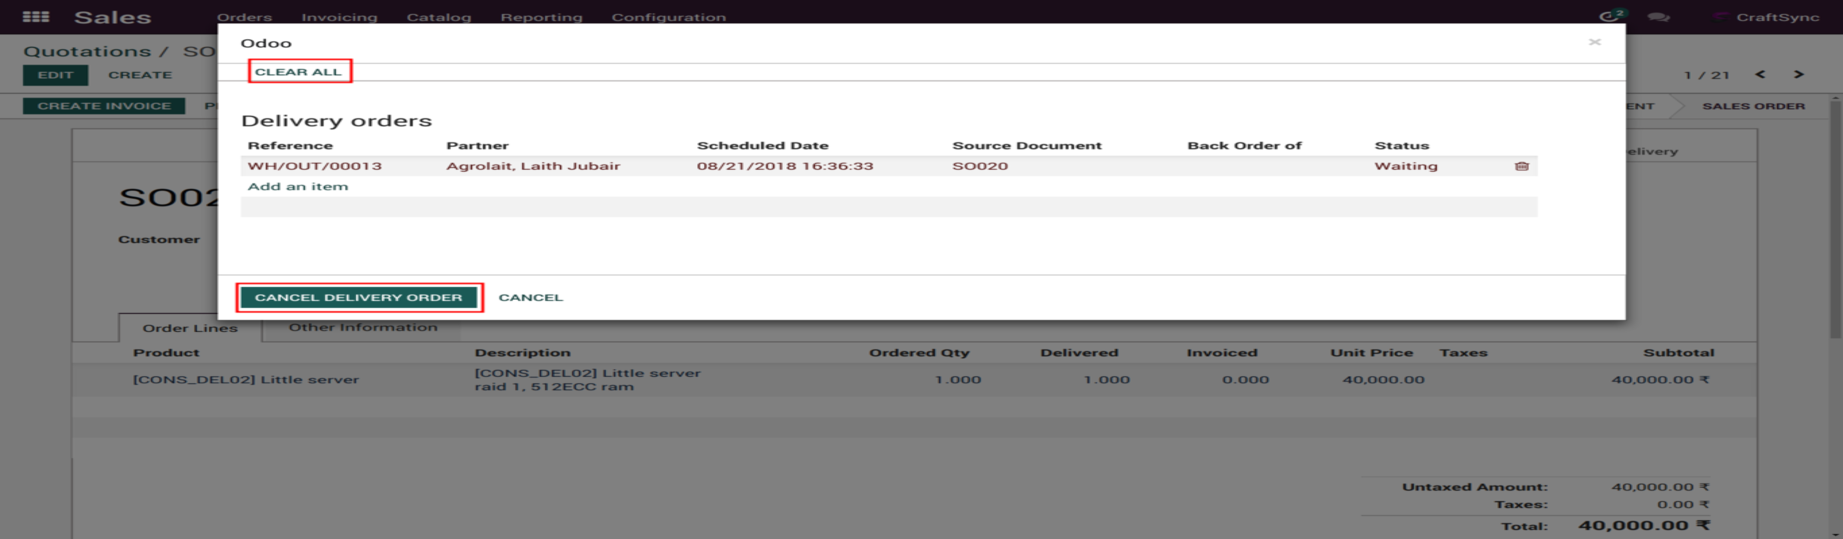 Sales Orders Invoicing Catalog Reporting Configuration 2 CraftSync
Quotations / SO
EDIT CREATE 1 / 21
CREATE INVOICE P ENT SALES ORDER
Odoo ×
CLEAR ALL
Delivery orders
Reference Partner Scheduled Date Source Document Back Order of Status
WH/OUT/00013 Agrolait, Laith Jubair 08/21/2018 16:36:33 SO020 Waiting
Add an item
CANCEL DELIVERY ORDER CANCEL
elivery
SO02
Customer
Order Lines Other Information
Product Description Ordered Qty Delivered Invoiced Unit Price Taxes Subtotal
[CONS_DEL02] Little server [CONS_DEL02] Little server 1.000 1.000 0.000 40,000.00 40,000.00 ₹
raid 1, 512ECC ram
Untaxed Amount: 40,000.00 ₹
Taxes: 0.00 ₹
Total: 40,000.00 ₹